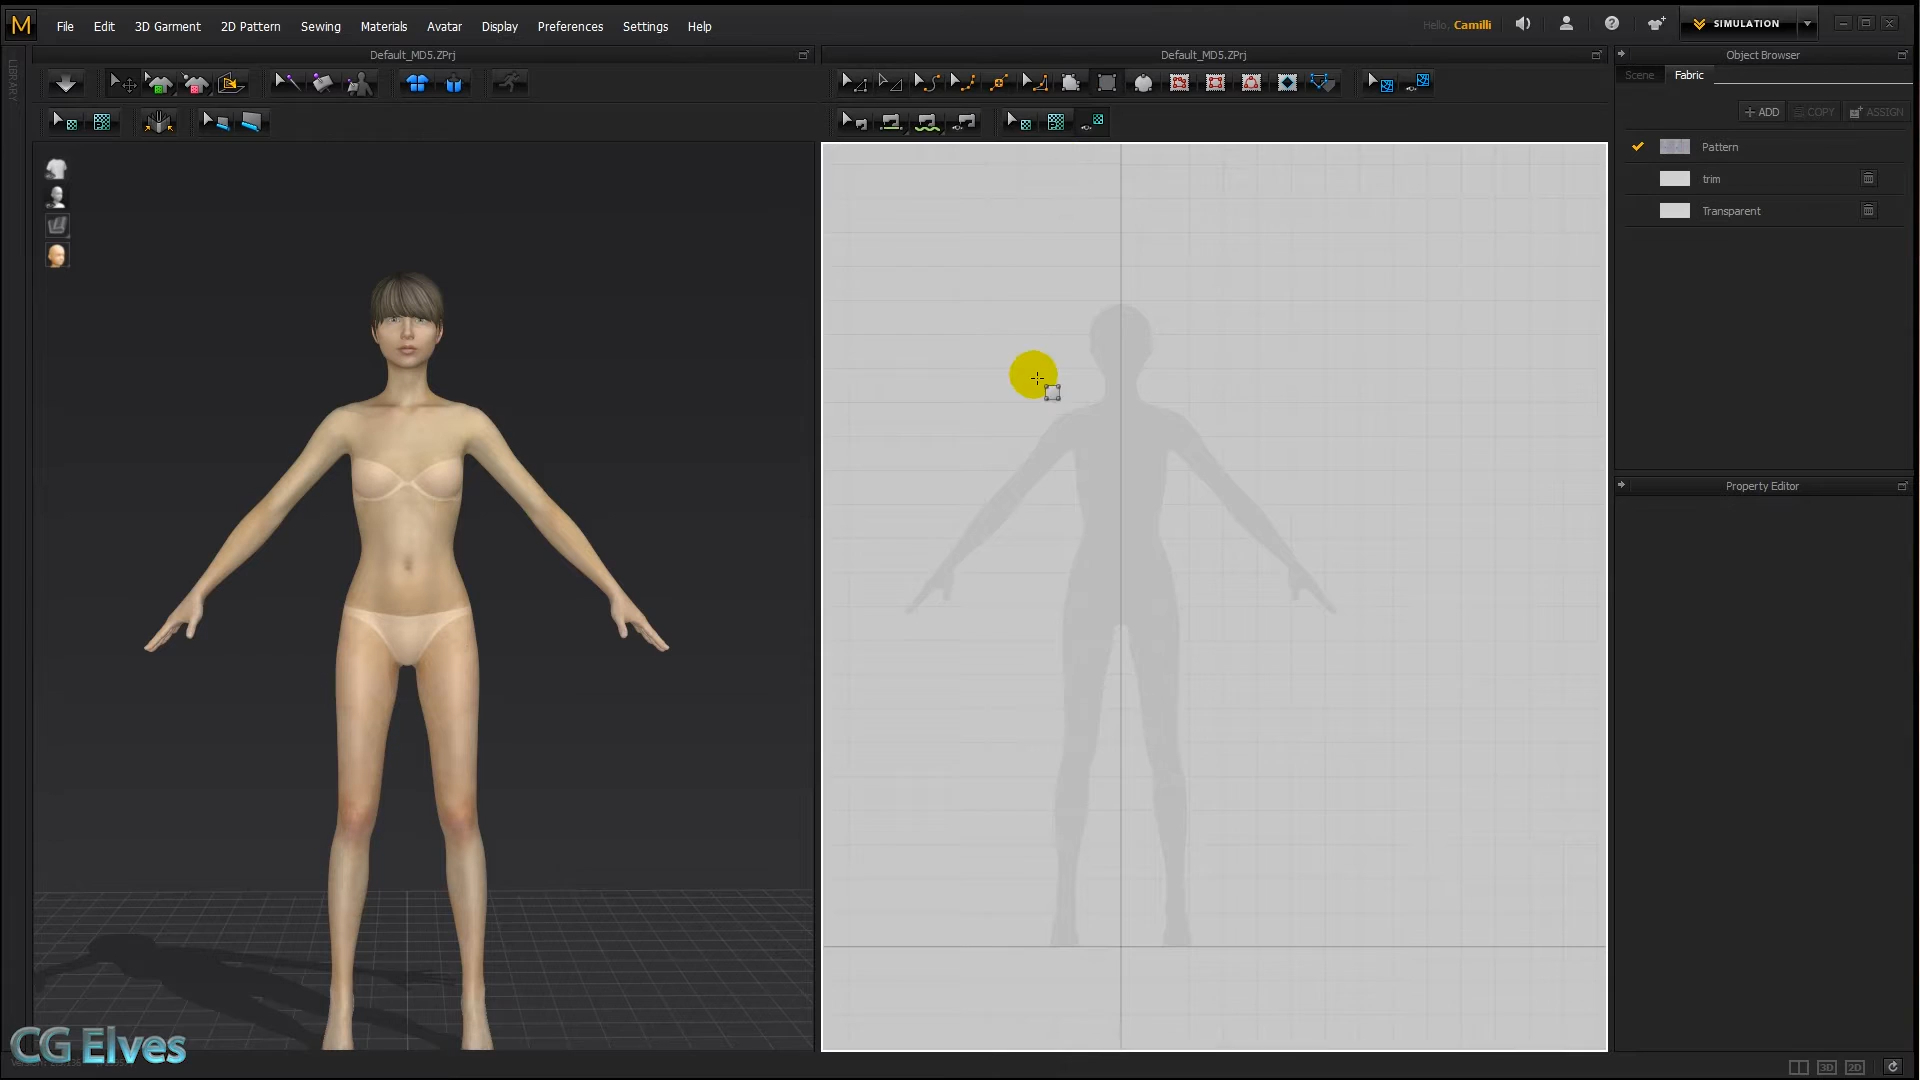 M File Edit 3D Garment 2D Pattern Sewing Materials Avatar Display Preferences Settings Help
Hello, Camilli
SIMULATION
Default_MD5.ZPrj
Default_MD5.ZPrj
Object Browser
LIBRARY
Scene Fabric
ADD COPY ASSIGN
Pattern
trim
Transparent
Property Editor
CG Elves
3D 2D